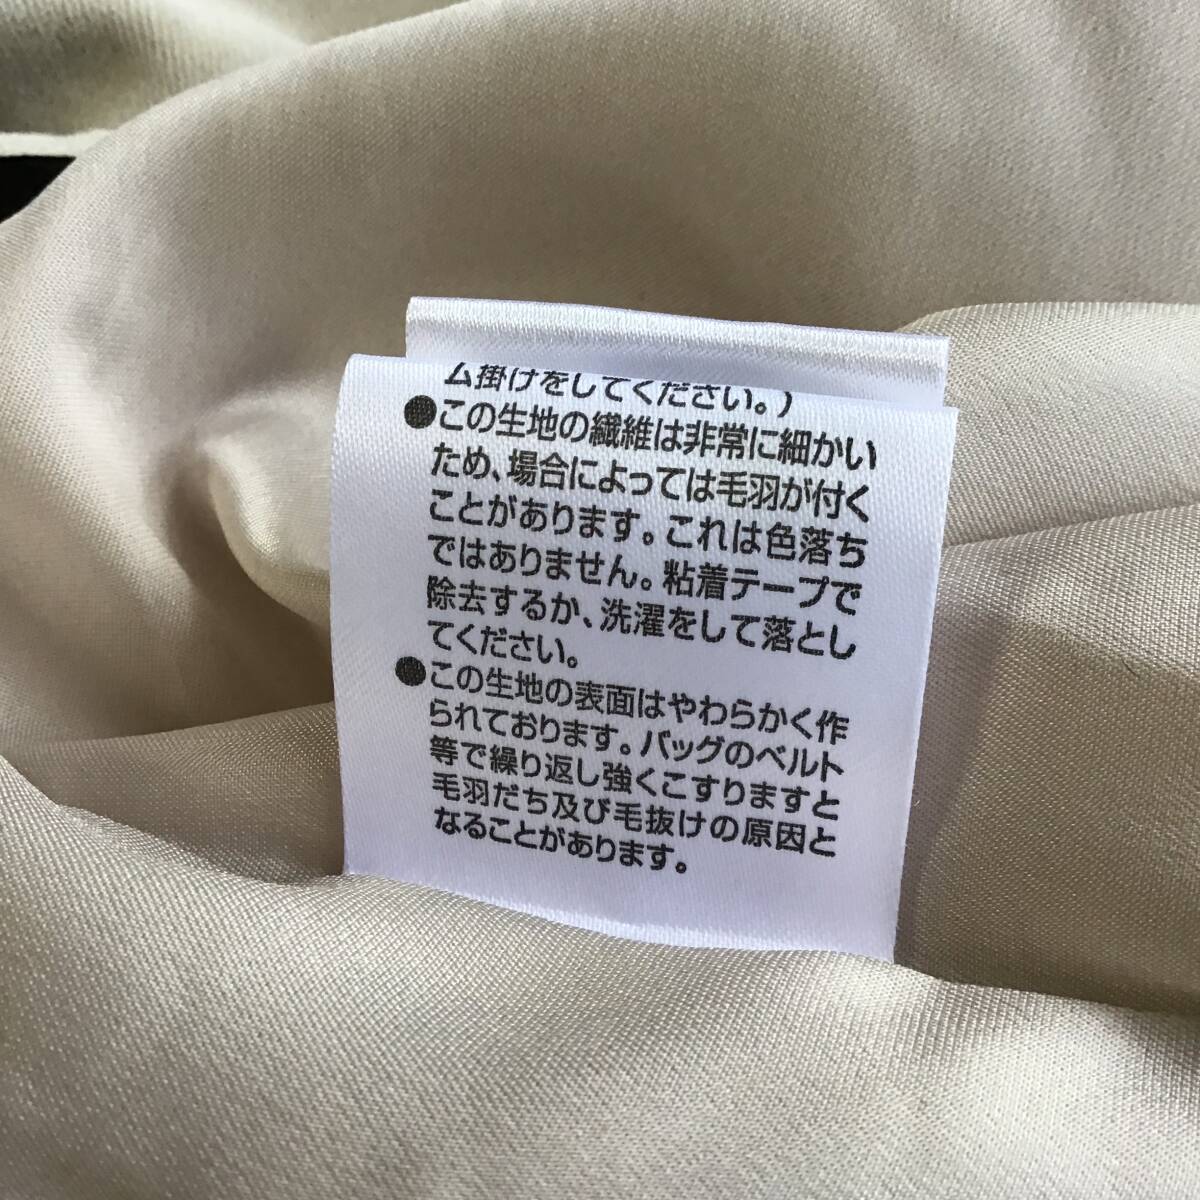 ム掛けをしてください。)
●この生地の繊維は非常に細かい
ため、場合によっては毛羽が付く
ことがあります。これは色落ち
ではありません。粘着テープで
除去するか、洗濯をして落とし
てください。
●この生地の表面はやわらかく作
られております。バッグのベルト
等で繰り返し強くこすりますと
毛羽だち及び毛抜けの原因と
なることがあります。